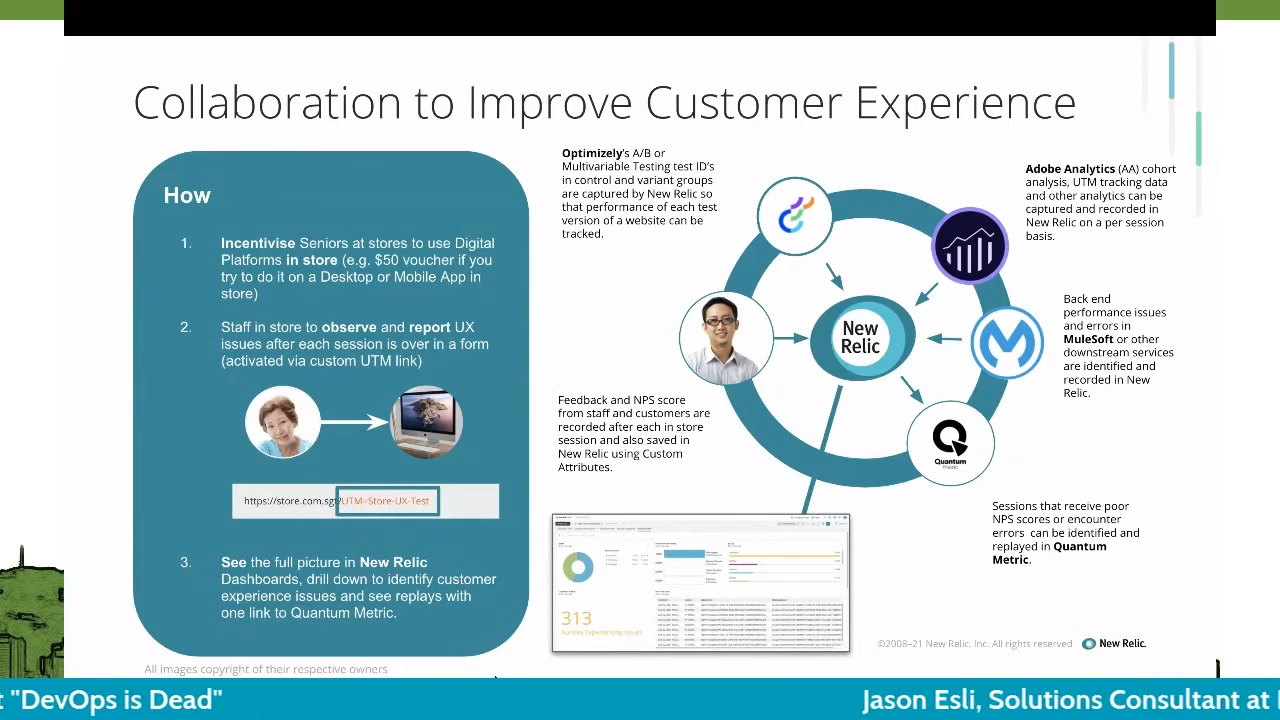 Collaboration to Improve Customer Experience
How
1. Incentivise Seniors at stores to use Digital
Platforms in store (e.g. $50 voucher if you
try to do it on a Desktop or Mobile App in
store)
2. Staff in store to observe and report UX
issues after each session is over in a form
(activated via custom UTM link)
https://store.com.sg?UTM=Store-UX-Test
3. See the full picture in New Relic
Dashboards, drill down to identify customer
experience issues and see replays with
one link to Quantum Metric.
All images copyright of their respective owners
Optimizely's A/B or
Multivariable Testing test ID's
in control and variant groups
are captured by New Relic so
that performance of each test
version of a website can be
tracked.
Adobe Analytics (AA) cohort
analysis, UTM tracking data
and other analytics can be
captured and recorded in
New Relic on a per session
basis.
Back end
performance issues
and errors in
MuleSoft or other
downstream services
are identified and
recorded in New
Relic.
New
Relic
Quantum
Metric
Feedback and NPS score
from staff and customers are
recorded after each in store
session and also saved in
New Relic using Custom
Attributes.
Sessions that receive poor
NPS score or encounter
errors can be identified and
replayed in Quantum
Metric.
313
Aunties Experiencing Issues
©2008–21 New Relic, Inc. All rights reserved
New Relic.
"DevOps is Dead"
Jason Esli, Solutions Consultant at